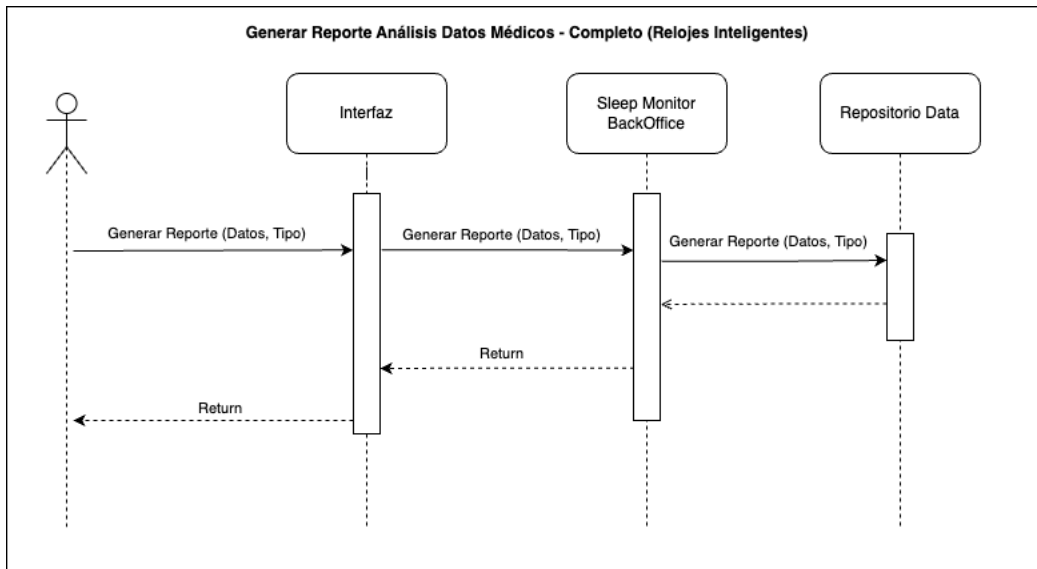 Generar Reporte Análisis Datos Médicos - Completo (Relojes Inteligentes)
Interfaz
Sleep Monitor
BackOffice
Repositorio Data
Generar Reporte (Datos, Tipo)
Generar Reporte (Datos, Tipo)
Generar Reporte (Datos, Tipo)
Return
Return